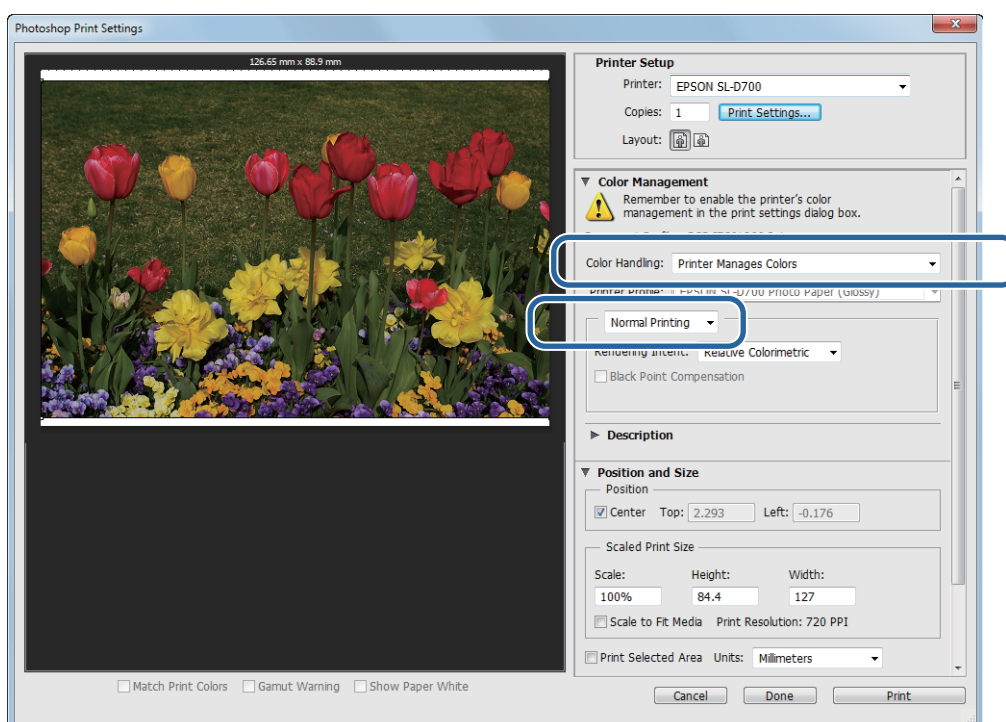 Photoshop Print Settings
x
126.65 mm x 88.9 mm
Printer Setup
Printer: EPSON SL-D700
Copies: 1 Print Settings...
Layout:
Color Management
Remember to enable the printer's color
management in the print settings dialog box.
Color Handling: Printer Manages Colors
Printer Profile: EPSON SL-D700 Photo Paper (Glossy)
Normal Printing
Rendering Intent: Relative Colorimetric
Black Point Compensation
Description
Position and Size
Position
Center Top: 2.293 Left: -0.176
Scaled Print Size
Scale: Height: Width:
100% 84.4 127
Scale to Fit Media Print Resolution: 720 PPI
Print Selected Area Units: Millimeters
Match Print Colors Gamut Warning Show Paper White
Cancel Done Print